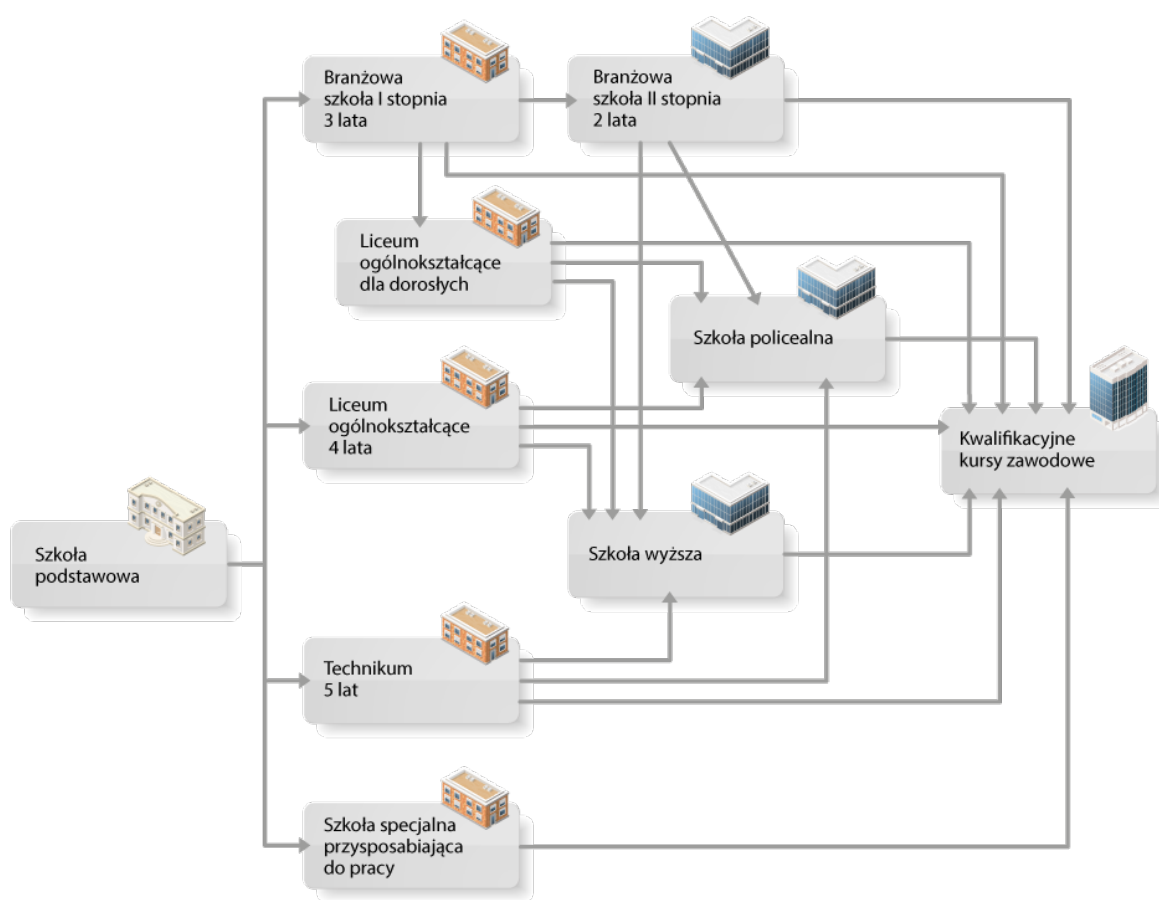 Branżowa
szkoła I stopnia
3 lata
Branżowa
szkoła II stopnia
2 lata
Liceum
ogólnokształcące
dla dorosłych
Szkoła policealna
Liceum
ogólnokształcące
4 lata
Kwalifikacyjne
kursy zawodowe
Szkoła
podstawowa
Szkoła wyższa
Technikum
5 lat
Szkoła specjalna
przysposabiająca
do pracy